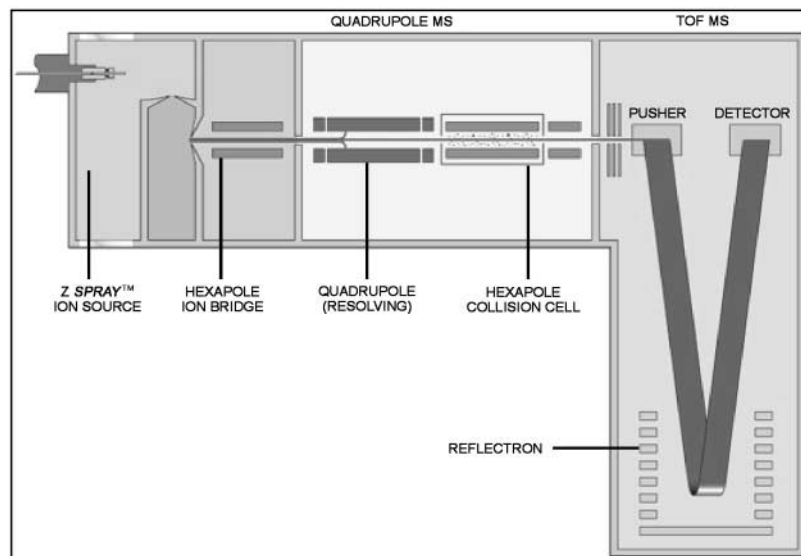 QUADRUPOLE MS
TOF MS
PUSHER
DETECTOR
Z SPRAY™
ION SOURCE
HEXAPOLE
ION BRIDGE
QUADRUPOLE
(RESOLVING)
HEXAPOLE
COLLISION CELL
REFLECTRON